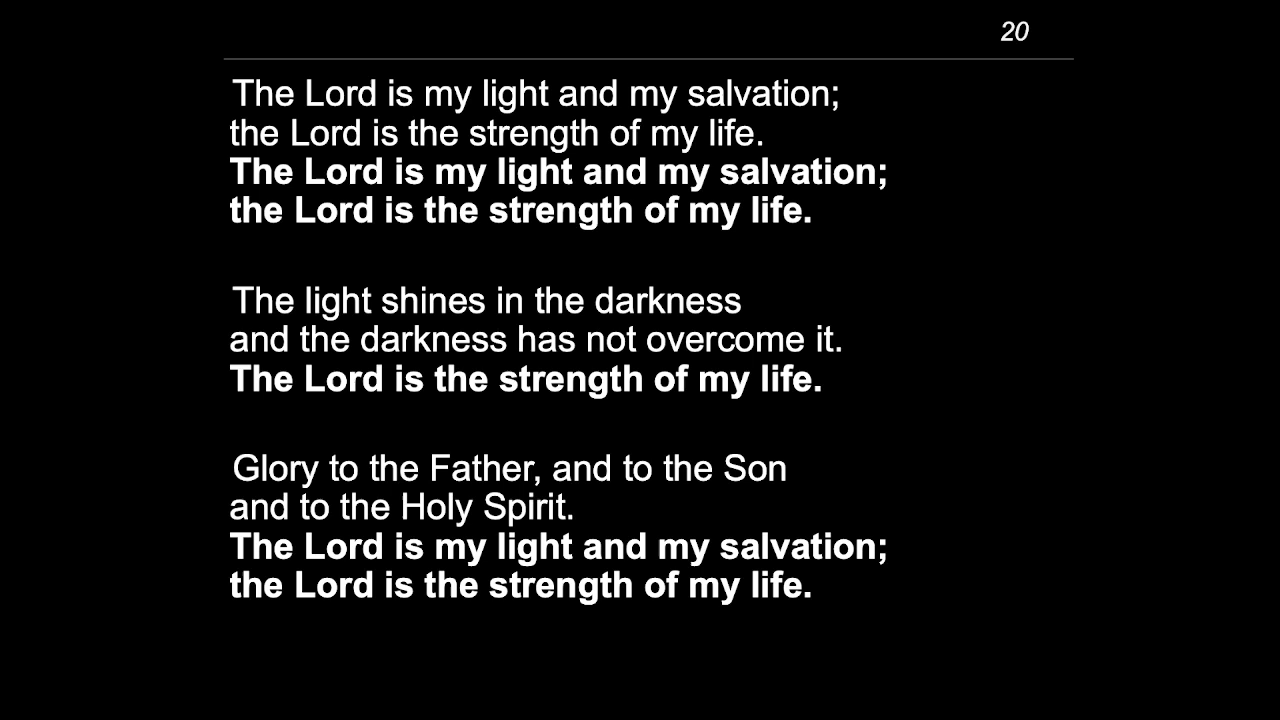 20
The Lord is my light and my salvation;
the Lord is the strength of my life.
The Lord is my light and my salvation;
the Lord is the strength of my life.
The light shines in the darkness
and the darkness has not overcome it.
The Lord is the strength of my life.
Glory to the Father, and to the Son
and to the Holy Spirit.
The Lord is my light and my salvation;
the Lord is the strength of my life.